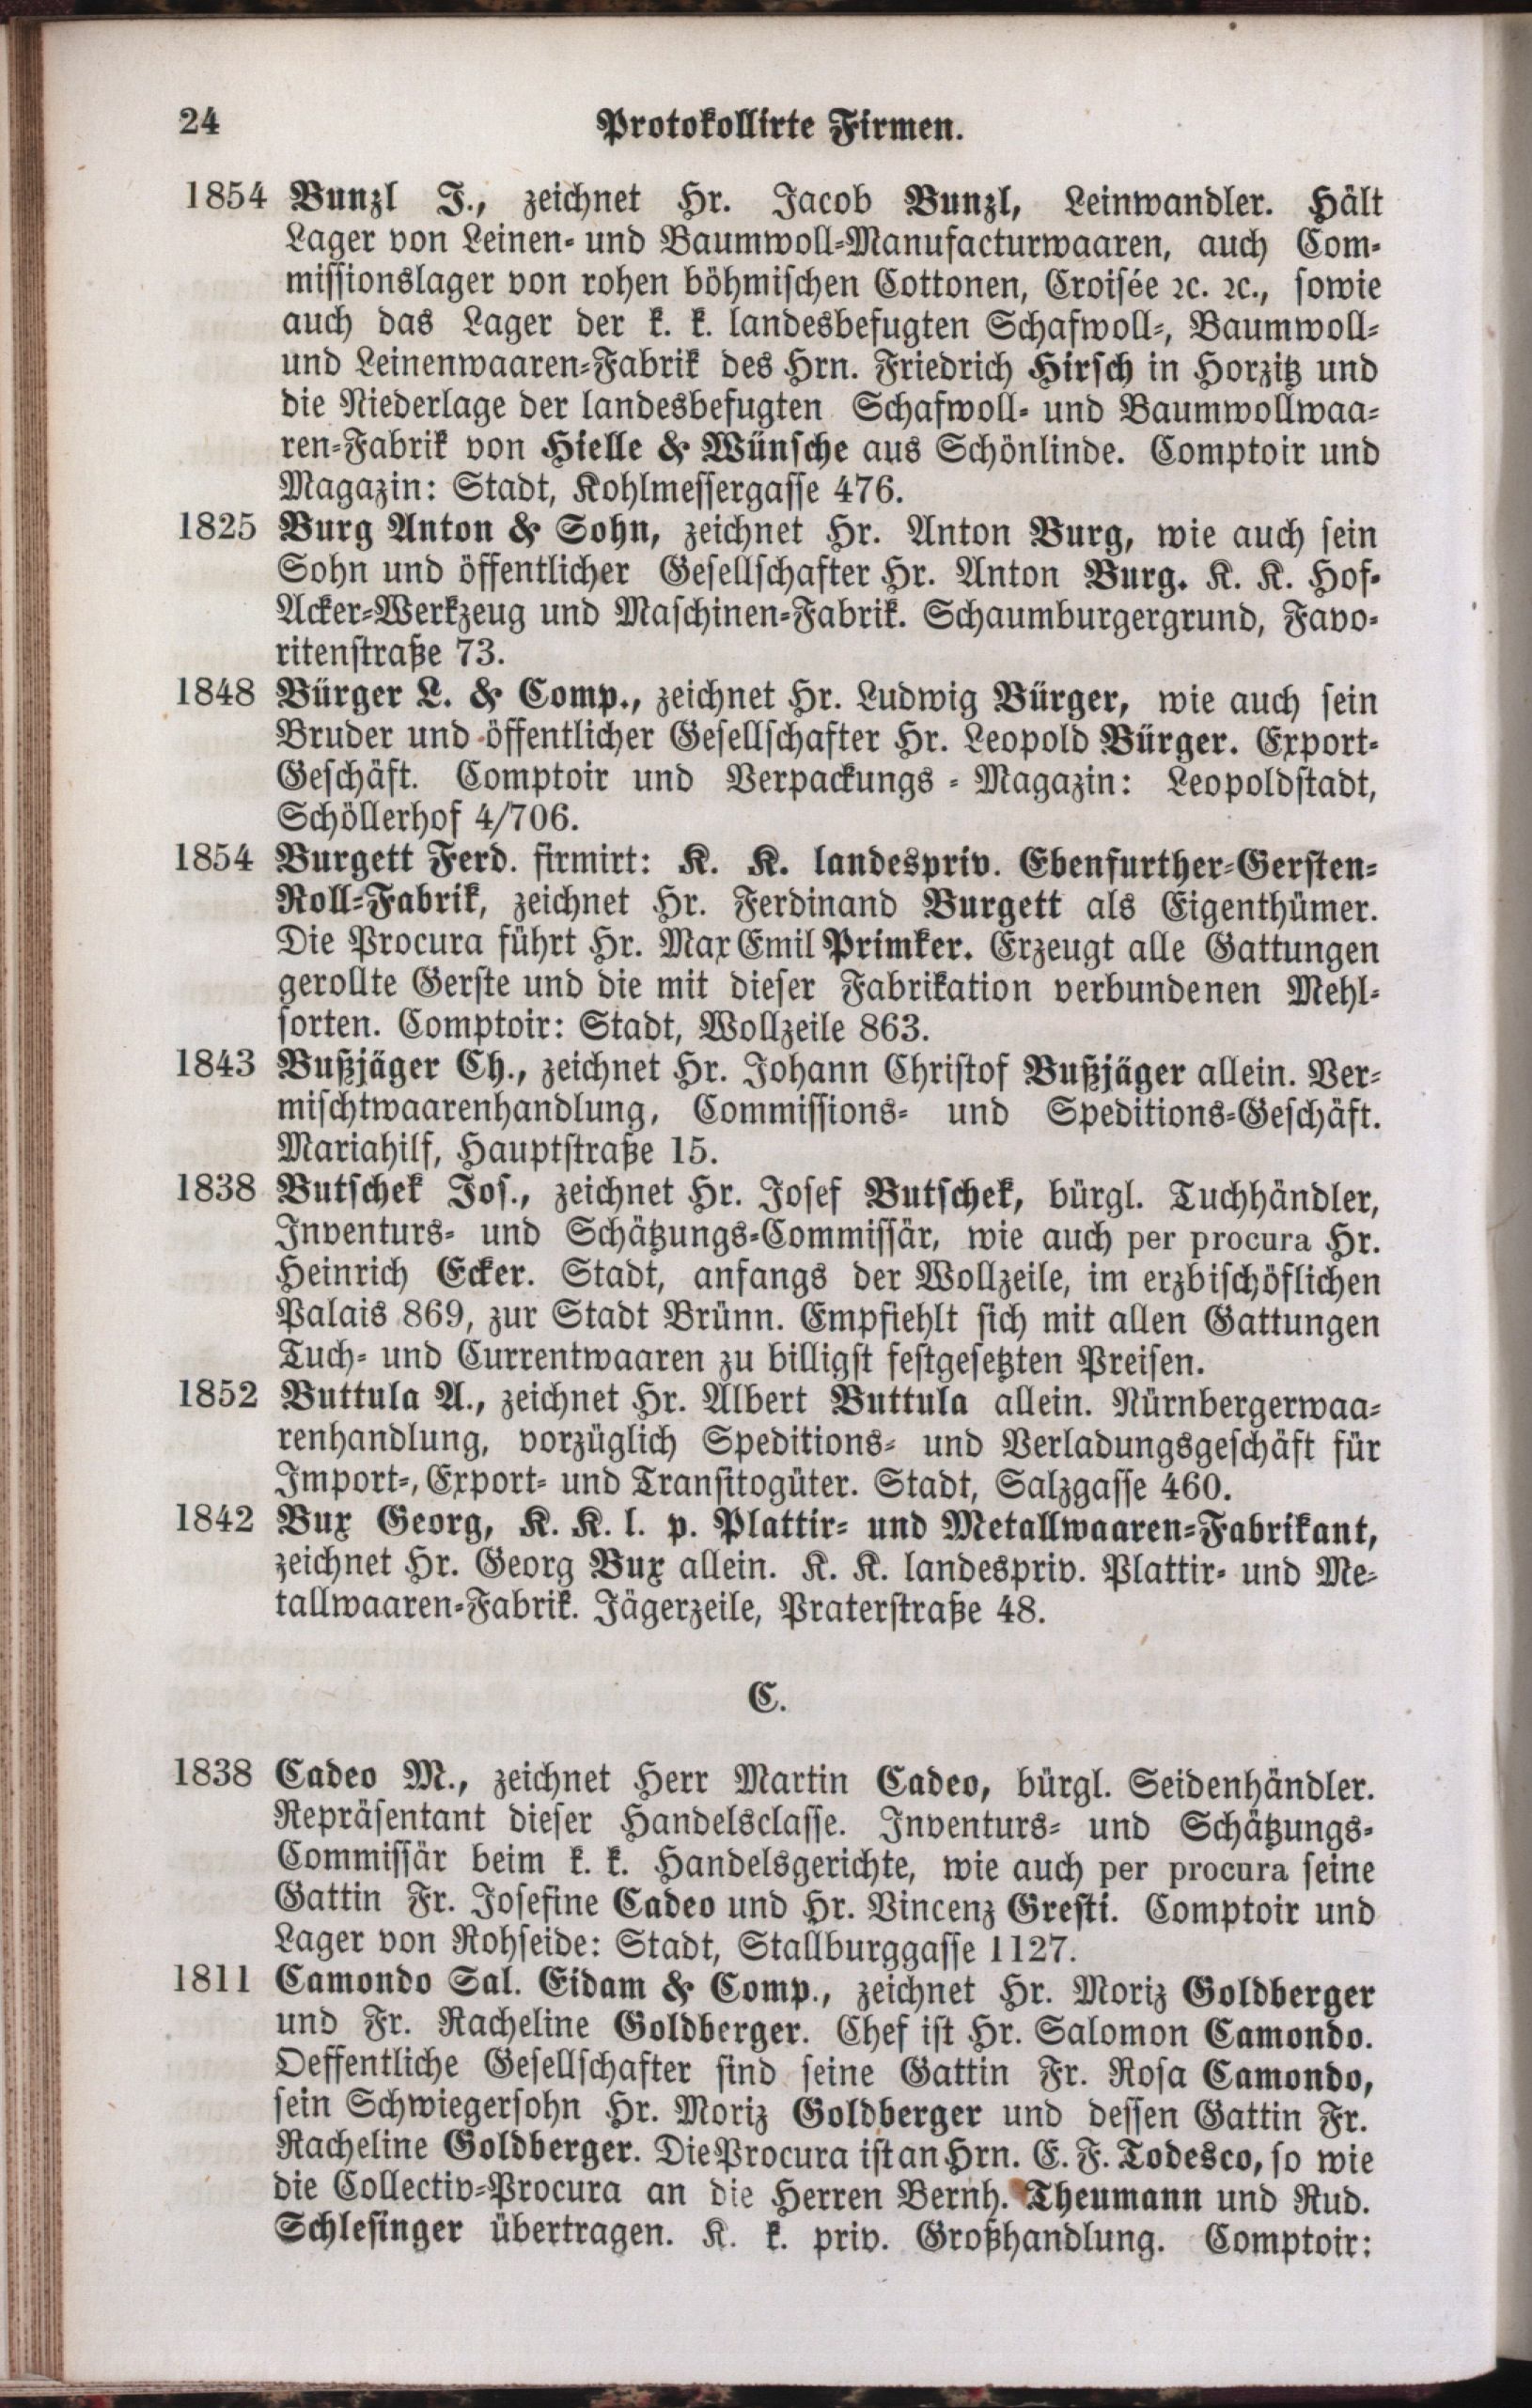 24 Protokollirte Firmen.
1854 Bunzl J., zeichnet Hr. Jacob Bunzl, Leinwandler. Hält
Lager von Leinen- und Baumwoll-Manufacturwaaren, auch Com-
missionslager von rohen böhmischen Cottonen, Croisée ꝛc. ꝛc., sowie
auch das Lager der k. k. landesbefugten Schafwoll-, Baumwoll-
und Leinenwaaren-Fabrik des Hrn. Friedrich Hirsch in Horzitz und
die Niederlage der landesbefugten Schafwoll- und Baumwollwaa-
ren-Fabrik von Hielle & Wünsche aus Schönlinde. Comptoir und
Magazin: Stadt, Kohlmessergasse 476.
1825 Burg Anton & Sohn, zeichnet Hr. Anton Burg, wie auch sein
Sohn und öffentlicher Gesellschafter Hr. Anton Burg. K. K. Hof-
Acker-Werkzeug und Maschinen-Fabrik. Schaumburgergrund, Favo-
ritenstraße 73.
1848 Bürger L. & Comp., zeichnet Hr. Ludwig Bürger, wie auch sein
Bruder und öffentlicher Gesellschafter Hr. Leopold Bürger. Export-
Geschäft. Comptoir und Verpackungs-Magazin: Leopoldstadt,
Schöllerhof 4/706.
1854 Burgett Ferd. firmirt: K. K. landespriv. Ebenfurther-Gersten-
Roll-Fabrik, zeichnet Hr. Ferdinand Burgett als Eigenthümer.
Die Procura führt Hr. Max Emil Primker. Erzeugt alle Gattungen
gerollte Gerste und die mit dieser Fabrikation verbundenen Mehl-
sorten. Comptoir: Stadt, Wollzeile 863.
1843 Bußjäger Ch., zeichnet Hr. Johann Christof Bußjäger allein. Ver-
mischtwaarenhandlung, Commissions- und Speditions-Geschäft.
Mariahilf, Hauptstraße 15.
1838 Butschek Jos., zeichnet Hr. Josef Butschek, bürgl. Tuchhändler,
Inventurs- und Schätzungs-Commissär, wie auch per procura Hr.
Heinrich Ecker. Stadt, anfangs der Wollzeile, im erzbischöflichen
Palais 869, zur Stadt Brünn. Empfiehlt sich mit allen Gattungen
Tuch- und Currentwaaren zu billigst festgesetzten Preisen.
1852 Buttula A., zeichnet Hr. Albert Buttula allein. Nürnbergerwaa-
renhandlung, vorzüglich Speditions- und Verladungsgeschäft für
Import-, Export- und Transitogüter. Stadt, Salzgasse 460.
1842 Bux Georg, K. K. l. p. Plattir- und Metallwaaren-Fabrikant,
zeichnet Hr. Georg Bux allein. K. K. landespriv. Plattir- und Me-
tallwaaren-Fabrik. Jägerzeile, Praterstraße 48.
C.
1838 Cadeo M., zeichnet Herr Martin Cadeo, bürgl. Seidenhändler.
Repräsentant dieser Handelsclasse. Inventurs- und Schätzungs-
Commissär beim k. k. Handelsgerichte, wie auch per procura seine
Gattin Fr. Josefine Cadeo und Hr. Vincenz Gresti. Comptoir und
Lager von Rohseide: Stadt, Stallburggasse 1127.
1811 Camondo Sal. Eidam & Comp., zeichnet Hr. Moriz Goldberger
und Fr. Racheline Goldberger. Chef ist Hr. Salomon Camondo.
Oeffentliche Gesellschafter sind seine Gattin Fr. Rosa Camondo,
sein Schwiegersohn Hr. Moriz Goldberger und dessen Gattin Fr.
Racheline Goldberger. Die Procura ist an Hrn. E. F. Todesco, so wie
die Collectiv-Procura an die Herren Bernh. Theumann und Rud.
Schlesinger übertragen. K. k. priv. Großhandlung. Comptoir: